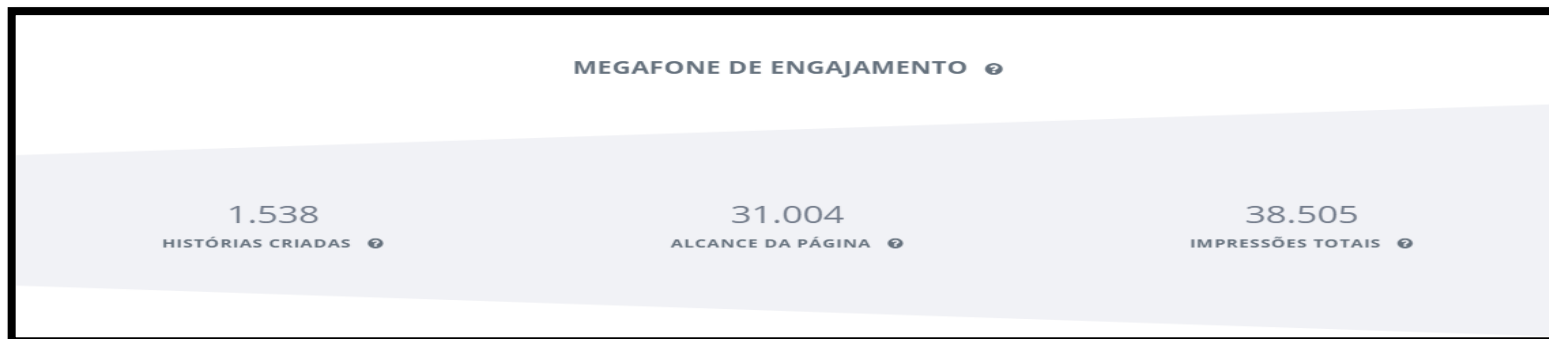 MEGAFONE DE ENGAJAMENTO
1.538 31.004 38.505
HISTÓRIAS CRIADAS ALCANCE DA PÁGINA IMPRESSÕES TOTAIS